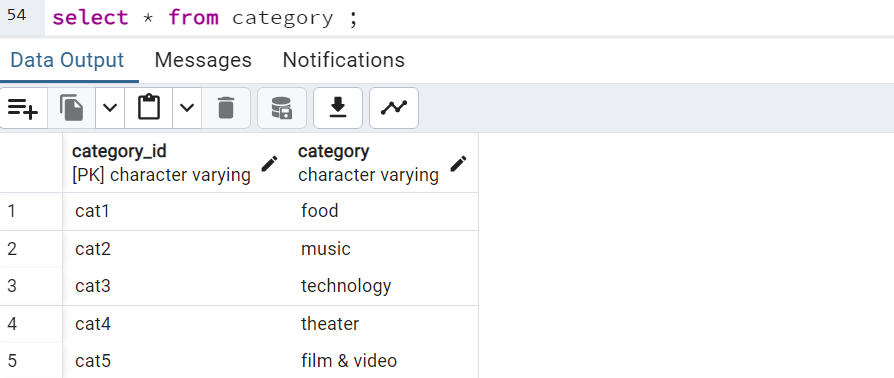 54 select * from category ;
Data Output Messages Notifications
category_id category
[PK] character varying character varying
1 cat1 food
2 cat2 music
3 cat3 technology
4 cat4 theater
5 cat5 film & video